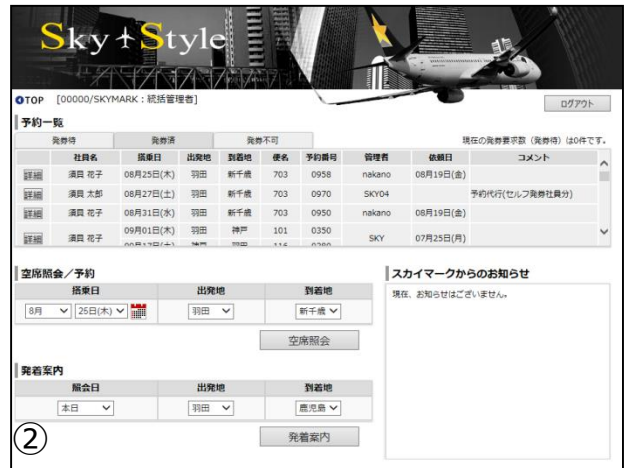 Sky Style
TOP [00000/SKYMARK：統括管理者] ログアウト
予約一覧
発券待 発券済 発券不可 現在の発券要求数（発券待）は0件です。
社員名 搭乗日 出発地 到着地 便名 予約番号 管理者 依頼日 コメント
詳細 須貝 花子 08月25日(木) 羽田 新千歳 703 0958 nakano 08月19日(金)
詳細 須貝 太郎 08月27日(土) 羽田 新千歳 703 0970 SKY04 予約代行(セルフ発券社員分)
詳細 須貝 花子 08月31日(水) 羽田 新千歳 703 0950 nakano 08月19日(金)
詳細 須貝 花子 09月01日(木) 羽田 神戸 101 0350 SKY 07月25日(月)
空席照会／予約
搭乗日 出発地 到着地
8月 25日(木) 羽田 新千歳
空席照会
発着案内
照会日 出発地 到着地
本日 羽田 鹿児島
発着案内
スカイマークからのお知らせ
現在、お知らせはございません。
②